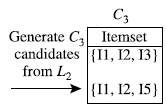 C₃
Generate C₃
candidates
from L₂
Itemset
{I1, I2, I3}
{I1, I2, I5}